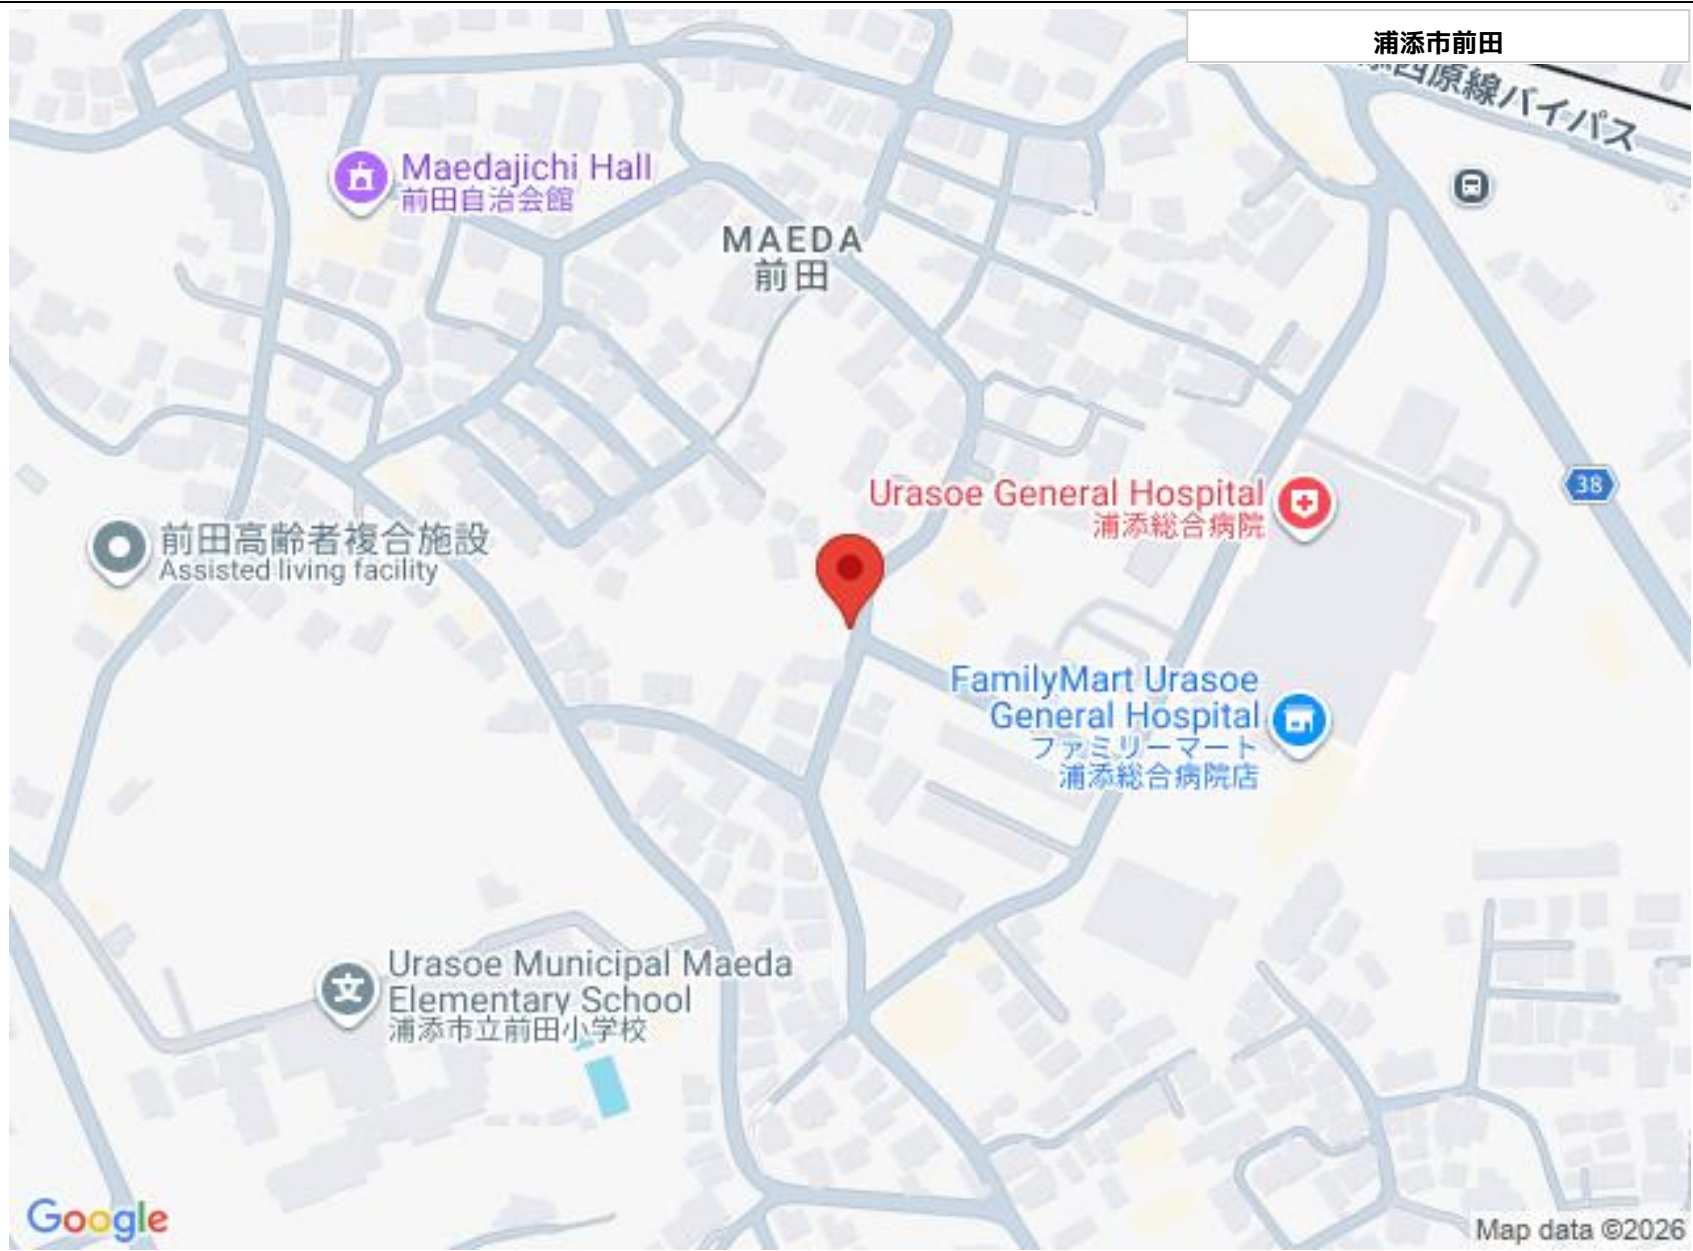 浦添市前田
西原線バイパス
Maedajichi Hall
前田自治会館
MAEDA
前田
38
Urasoe General Hospital
浦添総合病院
前田高齢者複合施設
Assisted living facility
FamilyMart Urasoe
General Hospital
ファミリーマート
浦添総合病院店
Urasoe Municipal Maeda
Elementary School
浦添市立前田小学校
文
Google
Map data ©2026